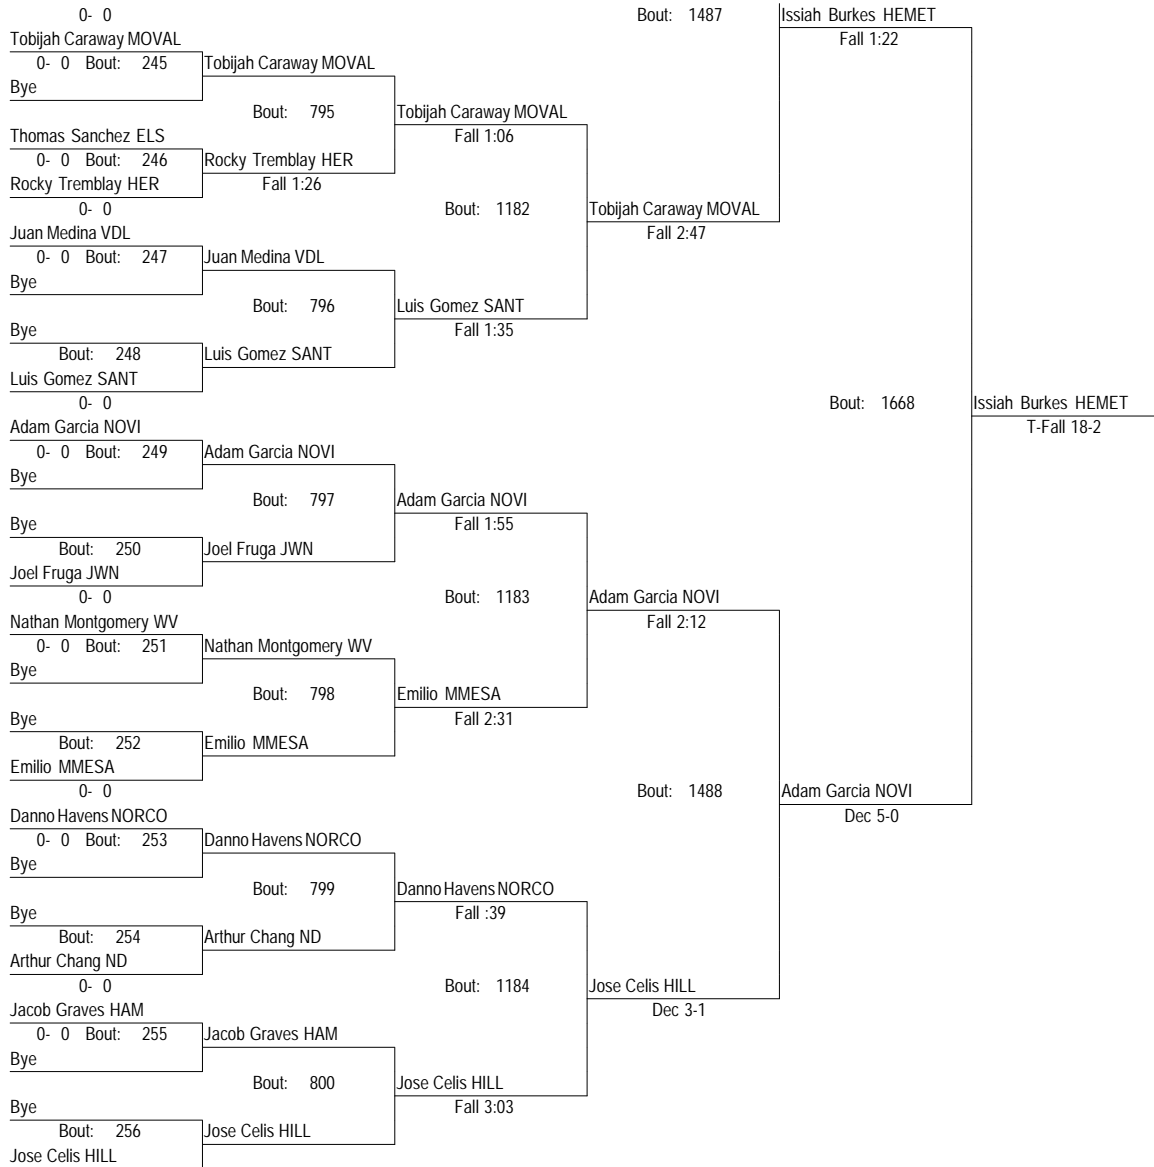 0- 0
Bout: 1487
Issiah Burkes HEMET
Tobijah Caraway MOVAL
Fall 1:22
0- 0 Bout: 245
Tobijah Caraway MOVAL
Bye
Bout: 795
Tobijah Caraway MOVAL
Thomas Sanchez ELS
Fall 1:06
0- 0 Bout: 246
Rocky Tremblay HER
Rocky Tremblay HER
Fall 1:26
0- 0
Bout: 1182
Tobijah Caraway MOVAL
Juan Medina VDL
Fall 2:47
0- 0 Bout: 247
Juan Medina VDL
Bye
Bout: 796
Luis Gomez SANT
Bye
Fall 1:35
Bout: 248
Luis Gomez SANT
Luis Gomez SANT
0- 0
Bout: 1668
Issiah Burkes HEMET
Adam Garcia NOVI
T-Fall 18-2
0- 0 Bout: 249
Adam Garcia NOVI
Bye
Bout: 797
Adam Garcia NOVI
Bye
Fall 1:55
Bout: 250
Joel Fruga JWN
Joel Fruga JWN
0- 0
Bout: 1183
Adam Garcia NOVI
Nathan Montgomery WV
Fall 2:12
0- 0 Bout: 251
Nathan Montgomery WV
Bye
Bout: 798
Emilio MMESA
Bye
Fall 2:31
Bout: 252
Emilio MMESA
Emilio MMESA
0- 0
Bout: 1488
Adam Garcia NOVI
Danno Havens NORCO
Dec 5-0
0- 0 Bout: 253
Danno Havens NORCO
Bye
Bout: 799
Danno Havens NORCO
Bye
Fall :39
Bout: 254
Arthur Chang ND
Arthur Chang ND
0- 0
Bout: 1184
Jose Celis HILL
Jacob Graves HAM
Dec 3-1
0- 0 Bout: 255
Jacob Graves HAM
Bye
Bout: 800
Jose Celis HILL
Bye
Fall 3:03
Bout: 256
Jose Celis HILL
Jose Celis HILL